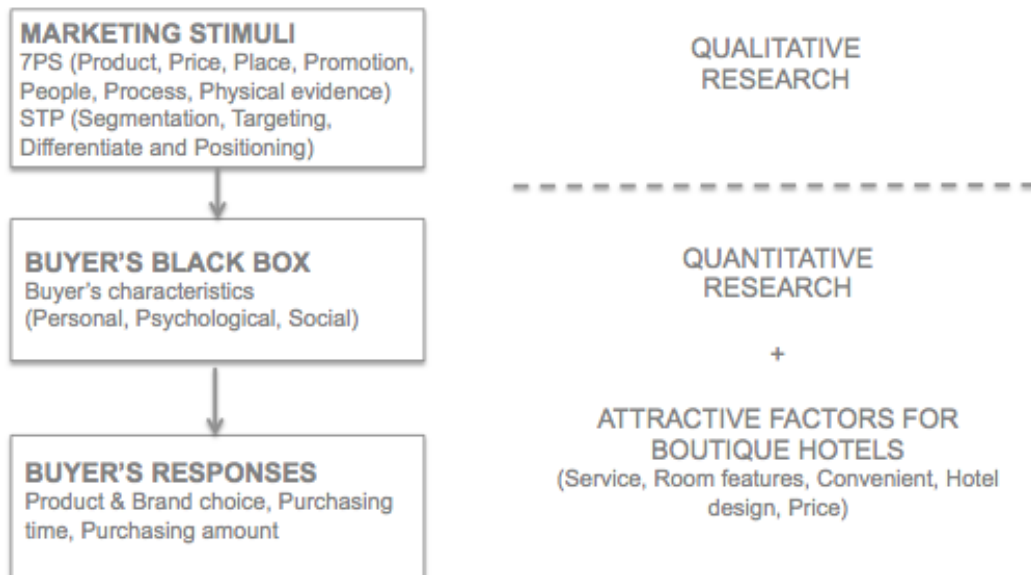 MARKETING STIMULI
7PS (Product, Price, Place, Promotion,
People, Process, Physical evidence)
STP (Segmentation, Targeting,
Differentiate and Positioning)
BUYER'S BLACK BOX
Buyer's characteristics
(Personal, Psychological, Social)
BUYER'S RESPONSES
Product & Brand choice, Purchasing
time, Purchasing amount
QUALITATIVE
RESEARCH
QUANTITATIVE
RESEARCH
+
ATTRACTIVE FACTORS FOR
BOUTIQUE HOTELS
(Service, Room features, Convenient, Hotel
design, Price)